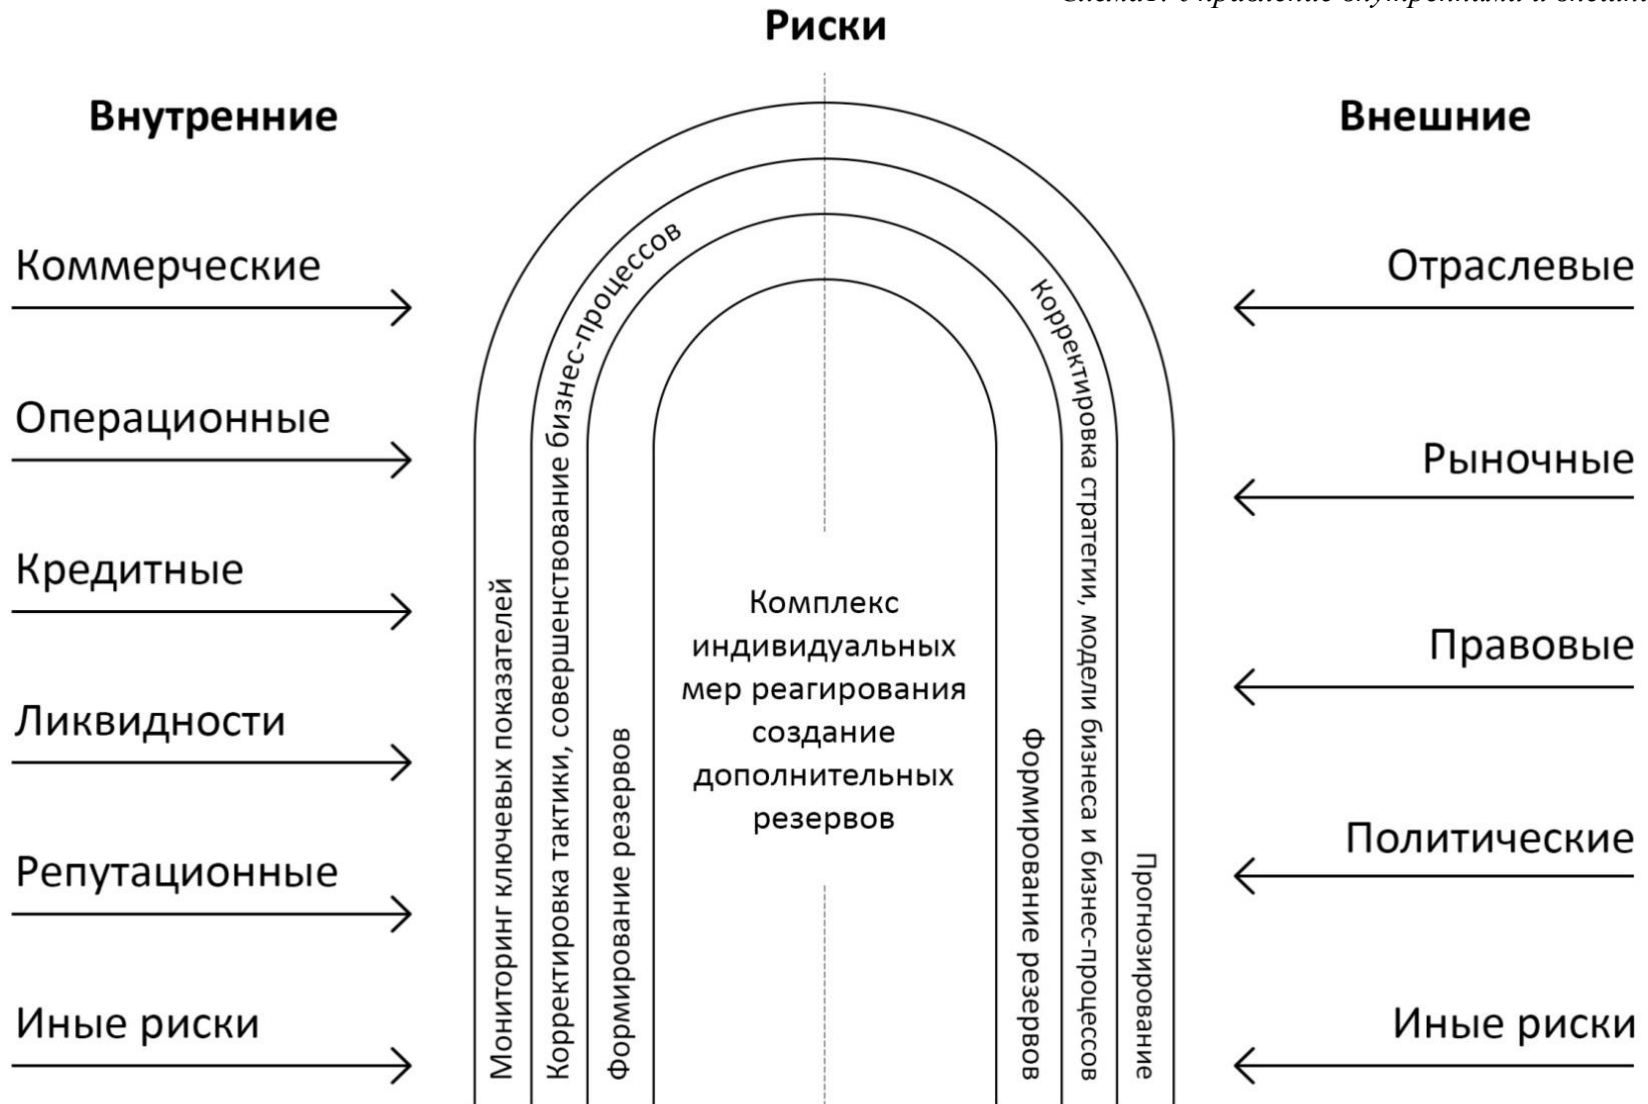 Риски
Внутренние
Внешние
Коммерческие
Операционные
Кредитные
Ликвидности
Репутационные
Иные риски
Мониторинг ключевых показателей
Корректировка тактики, совершенствование бизнес-процессов
Формирование резервов
Комплекс
индивидуальных
мер реагирования
создание
дополнительных
резервов
Формирование резервов
Корректировка стратегии, модели бизнеса и бизнес-процессов
Прогнозирование
Отраслевые
Рыночные
Правовые
Политические
Иные риски